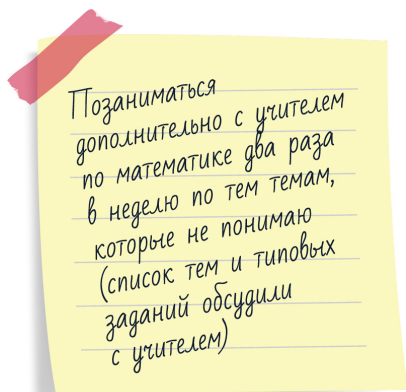 Позаниматься
дополнительно с учителем
по математике два раза
в неделю по тем темам,
которые не понимаю
(список тем и типовых
заданий обсудили
с учителем)